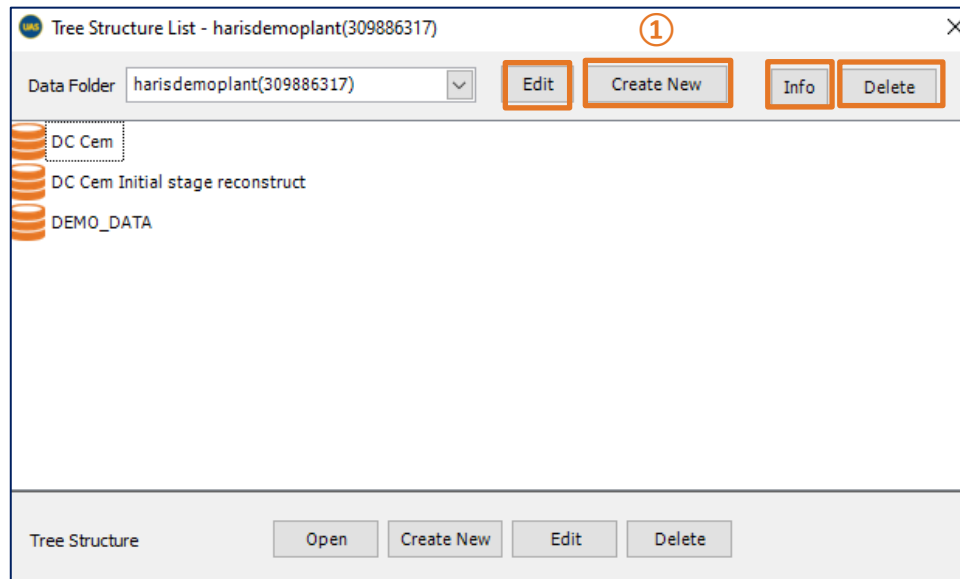 UAS Tree Structure List - harisdemoplant(309886317)
①
Data Folder harisdemoplant(309886317) Edit Create New Info Delete
DC Cem
DC Cem Initial stage reconstruct
DEMO_DATA
Tree Structure Open Create New Edit Delete